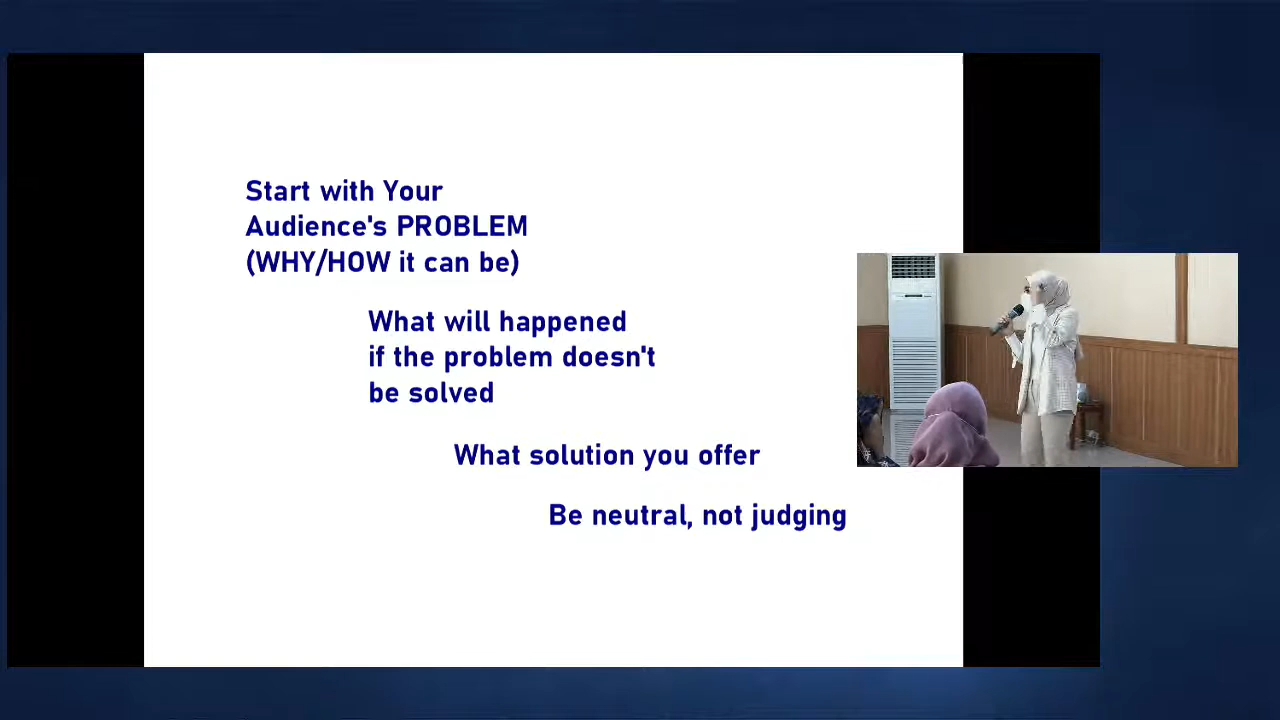 Start with Your
Audience's PROBLEM
(WHY/HOW it can be)
What will happened
if the problem doesn't
be solved
What solution you offer
Be neutral, not judging